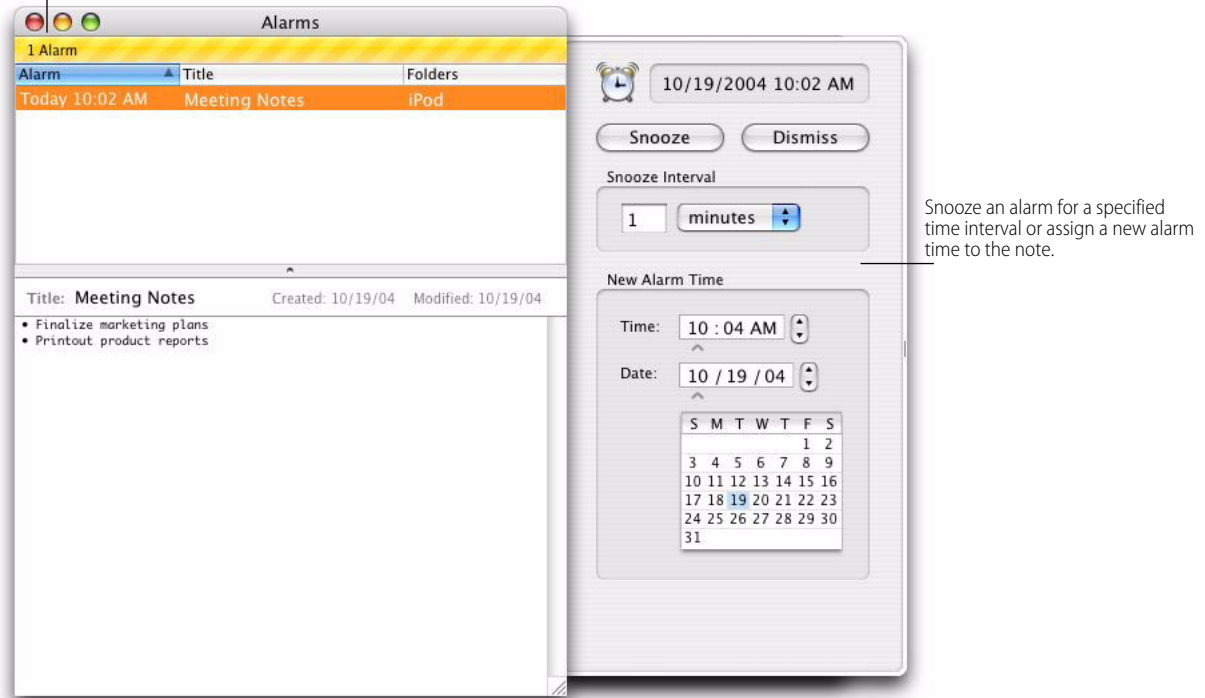 Alarms
1 Alarm
Alarm Title Folders
Today 10:02 AM Meeting Notes iPod
Title: Meeting Notes Created: 10/19/04 Modified: 10/19/04
• Finalize marketing plans
• Printout product reports
10/19/2004 10:02 AM
Snooze Dismiss
Snooze Interval
1 minutes
New Alarm Time
Time: 10 : 04 AM
Date: 10 / 19 / 04
S M T W T F S
1 2
3 4 5 6 7 8 9
10 11 12 13 14 15 16
17 18 19 20 21 22 23
24 25 26 27 28 29 30
31
Snooze an alarm for a specified
time interval or assign a new alarm
time to the note.